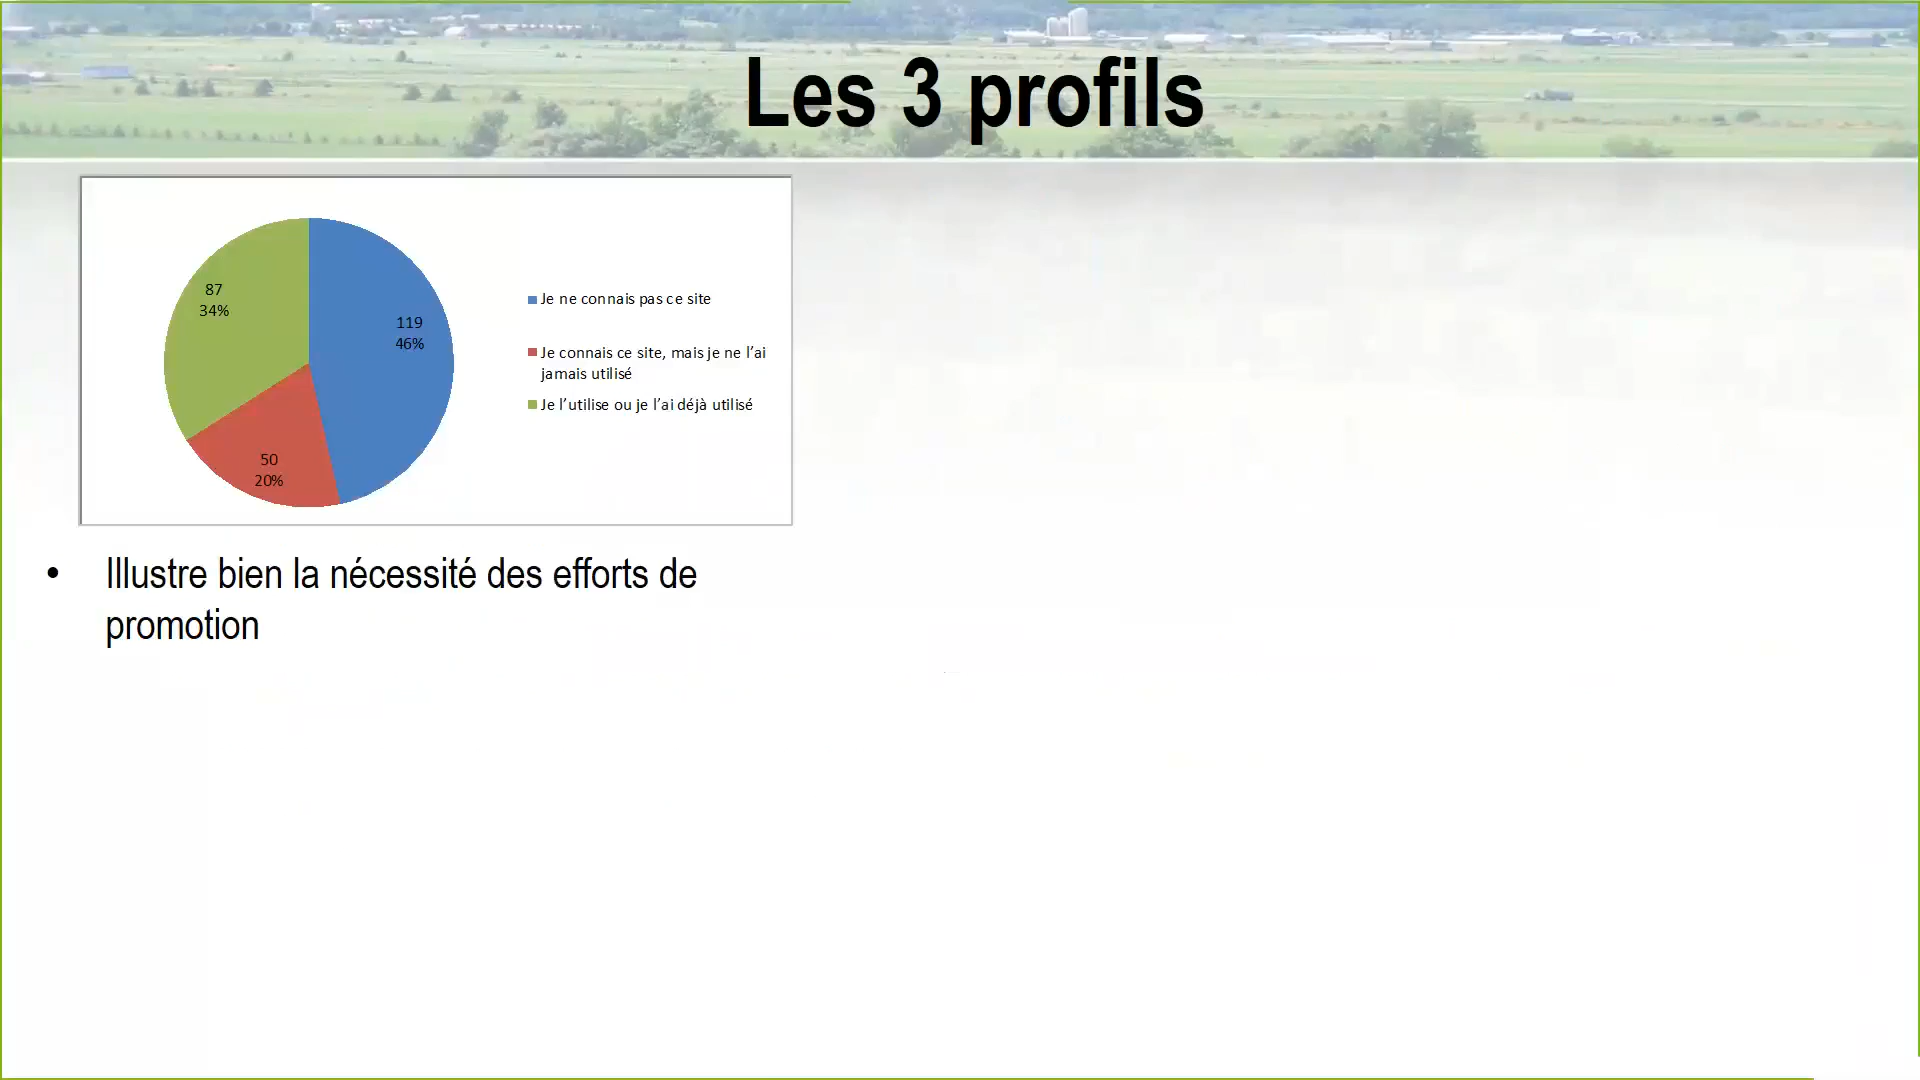 Les 3 profils
87
34%
119
46%
50
20%
Je ne connais pas ce site
Je connais ce site, mais je ne l’ai
jamais utilisé
Je l’utilise ou je l’ai déjà utilisé
• Illustre bien la nécessité des efforts de
promotion